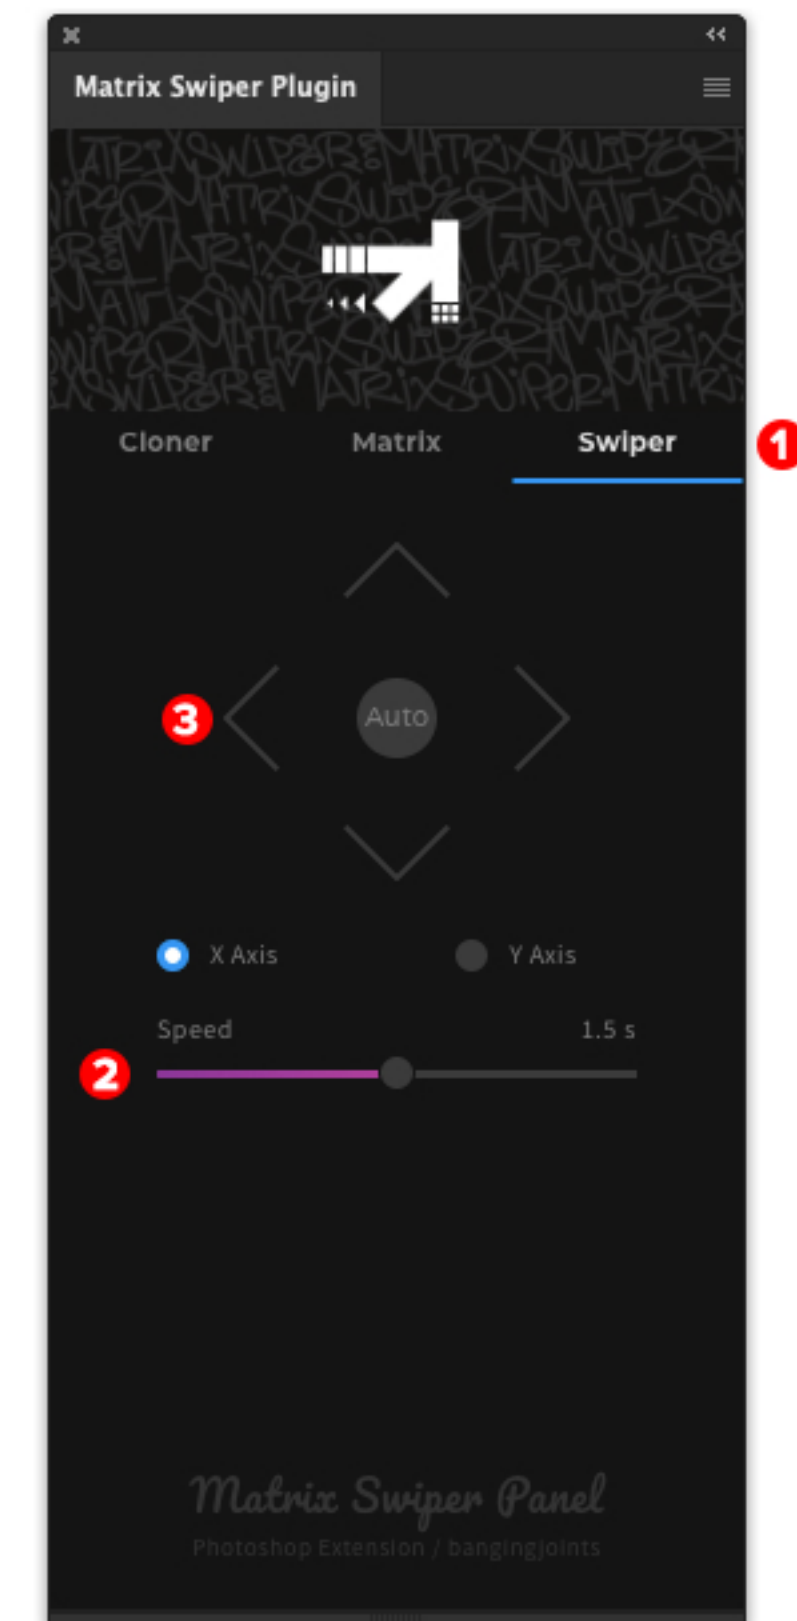 Matrix Swiper Plugin
Cloner Matrix Swiper 1
3 Auto
X Axis Y Axis
Speed 1.5 s
2
Matrix Swiper Panel
Photoshop Extension / bangingjoints